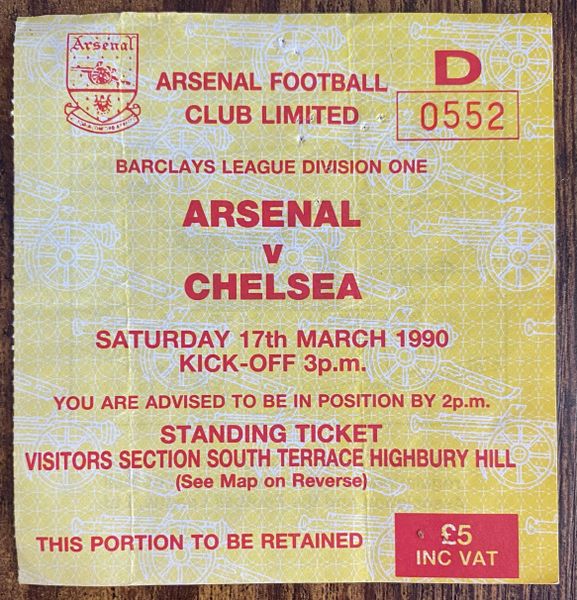 Arsenal
D
ARSENAL FOOTBALL
CLUB LIMITED
0552
BARCLAYS LEAGUE DIVISION ONE
ARSENAL
v
CHELSEA
SATURDAY 17th MARCH 1990
KICK-OFF 3p.m.
YOU ARE ADVISED TO BE IN POSITION BY 2p.m.
STANDING TICKET
VISITORS SECTION SOUTH TERRACE HIGHBURY HILL
(See Map on Reverse)
THIS PORTION TO BE RETAINED
£5
INC VAT